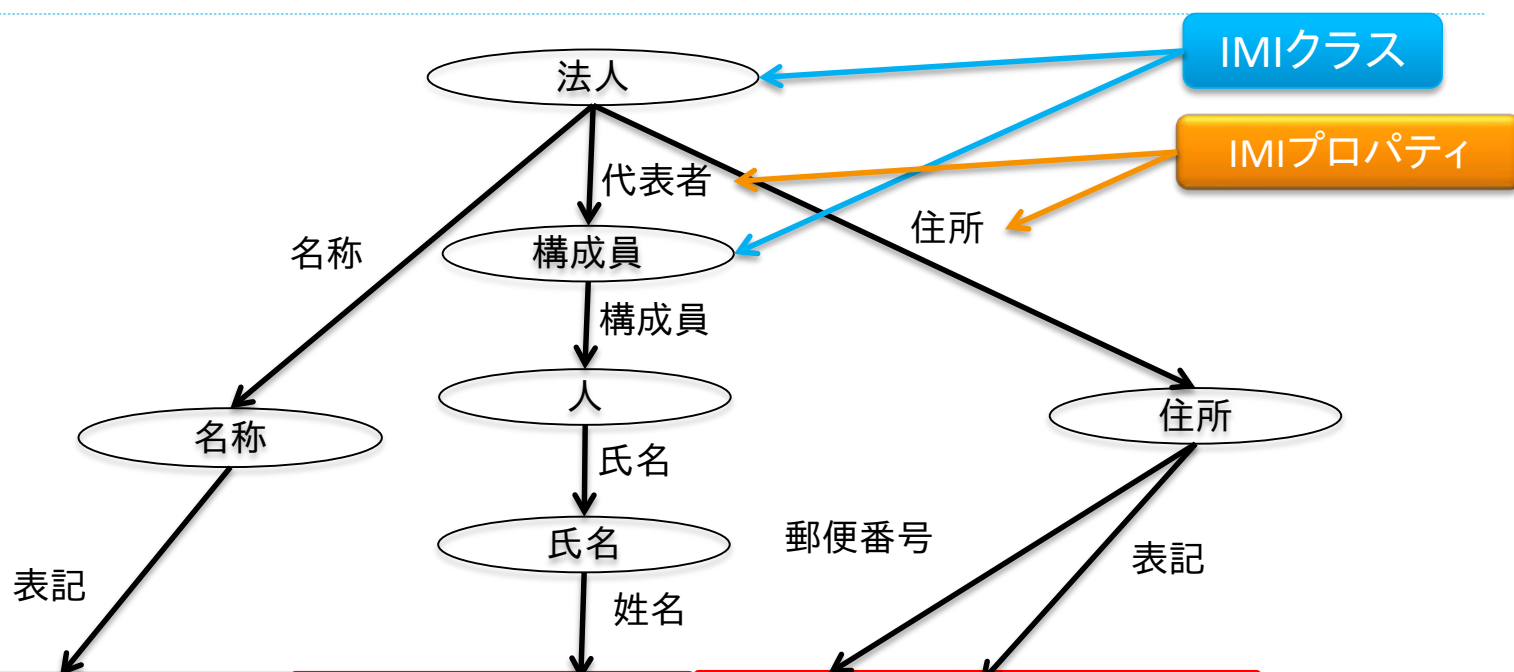 IMIクラス
法人
IMIプロパティ
代表者
住所
名称
構成員
構成員
人
住所
名称
氏名
郵便番号
氏名
表記
表記
姓名